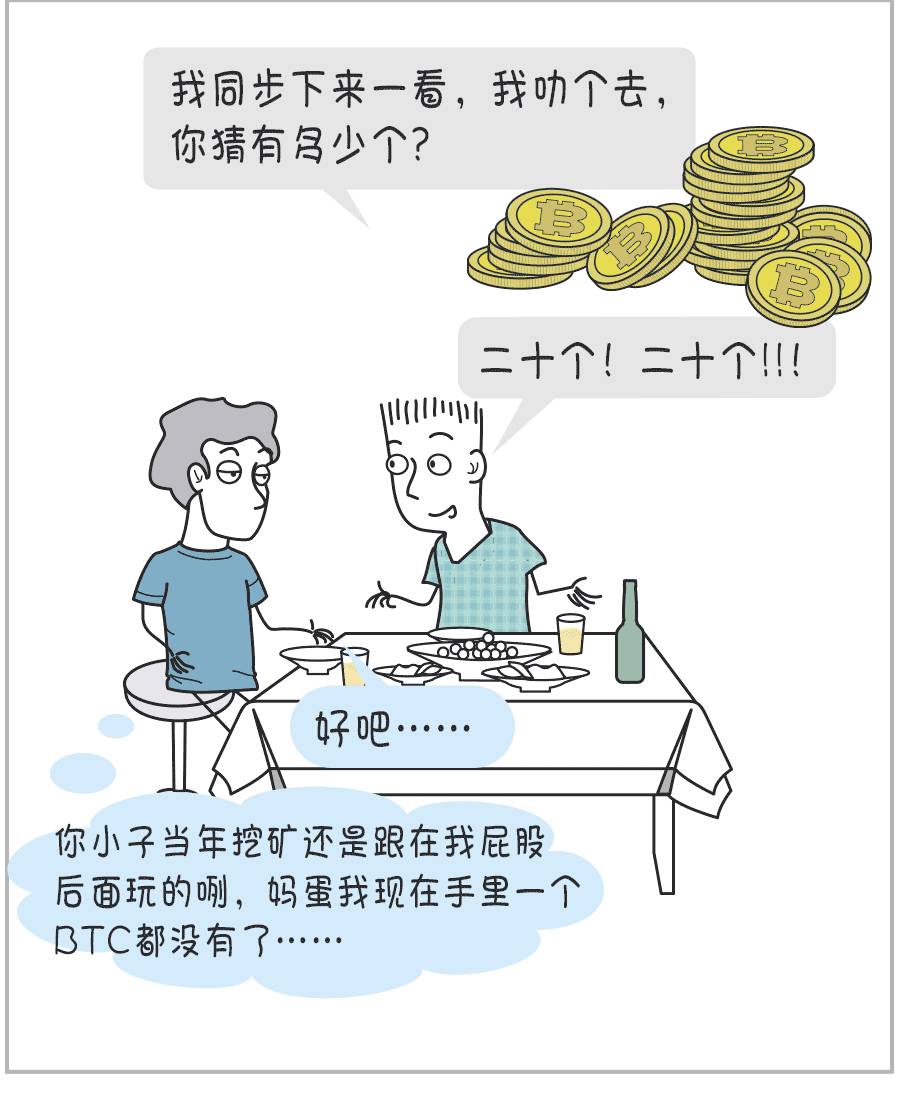 我同步下来一看，我叻个去，
你猜有多少个？
二十个！二十个!!!
好吧……
你小子当年挖矿还是跟在我屁股
后面玩的咧，妈蛋我现在手里一个
BTC都没有了……